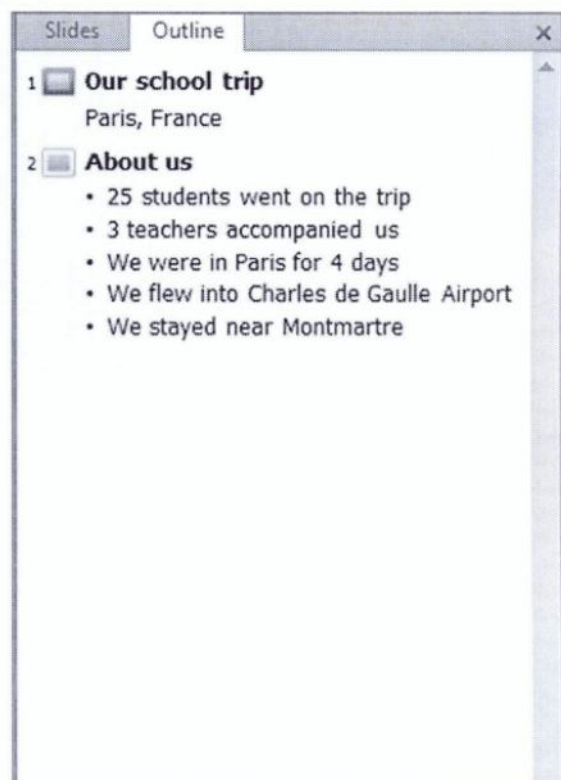 Slides Outline
1 Our school trip
Paris, France
2 About us
• 25 students went on the trip
• 3 teachers accompanied us
• We were in Paris for 4 days
• We flew into Charles de Gaulle Airport
• We stayed near Montmartre